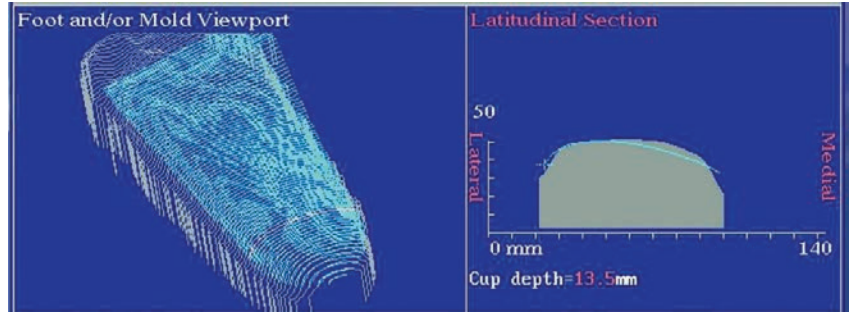 Foot and/or Mold Viewport
Latitudinal Section
50
Lateral
Medial
0 mm
140
Cup depth=13.5mm